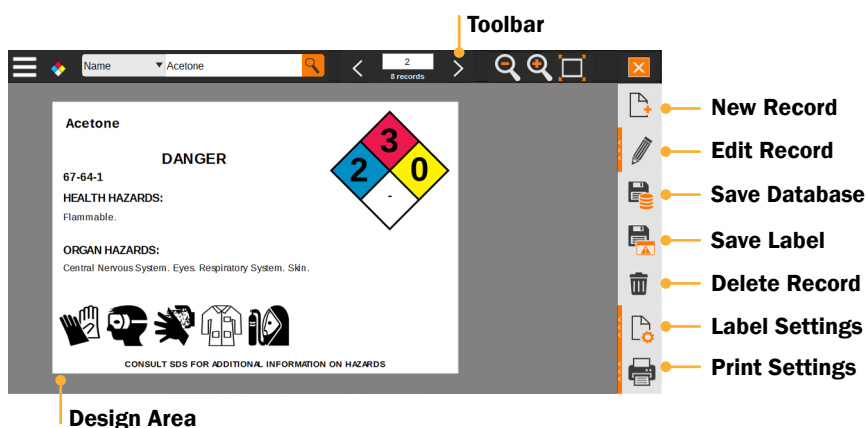 Toolbar
Name Acetone
2
8 records
New Record
Edit Record
Save Database
Save Label
Delete Record
Label Settings
Print Settings
Acetone
DANGER
67-64-1
HEALTH HAZARDS:
Flammable.
ORGAN HAZARDS:
Central Nervous System. Eyes. Respiratory System. Skin.
3
2 0
-
CONSULT SDS FOR ADDITIONAL INFORMATION ON HAZARDS
Design Area